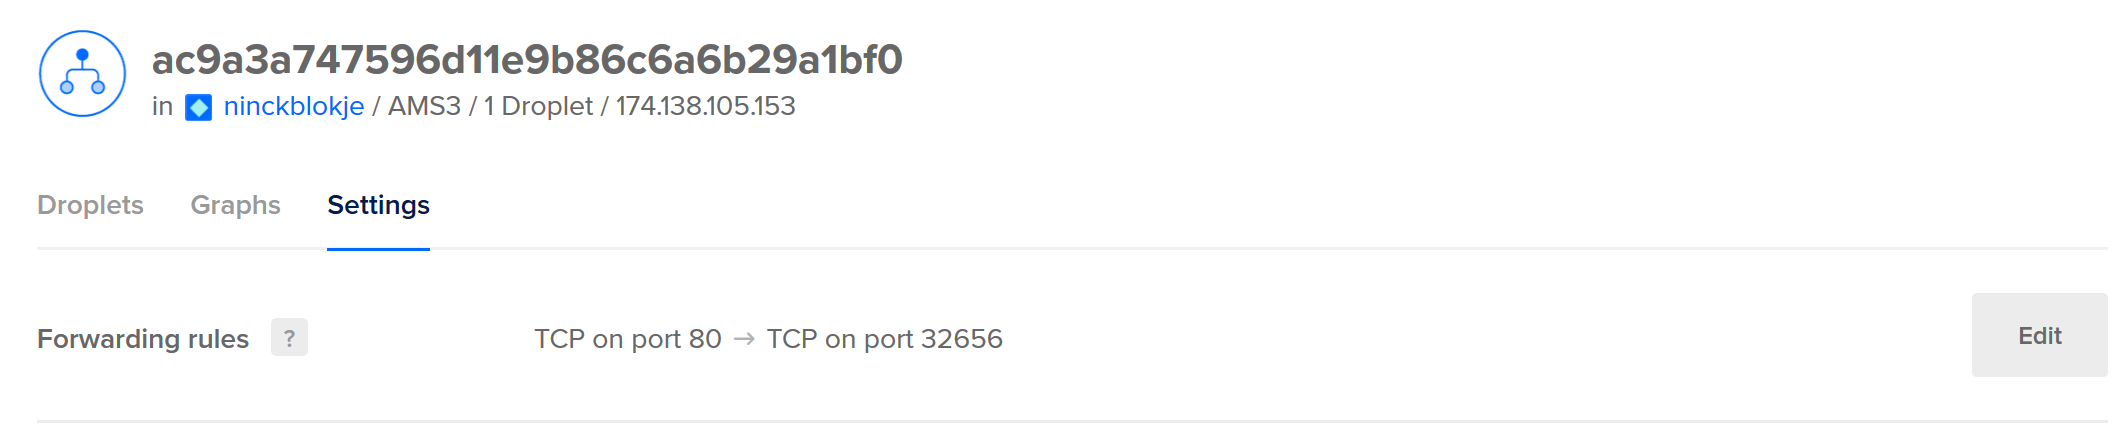 ac9a3a747596d11e9b86c6a6b29a1bf0
in ninckblokje / AMS3 / 1 Droplet / 174.138.105.153
Droplets Graphs Settings
Forwarding rules ? TCP on port 80 → TCP on port 32656 Edit